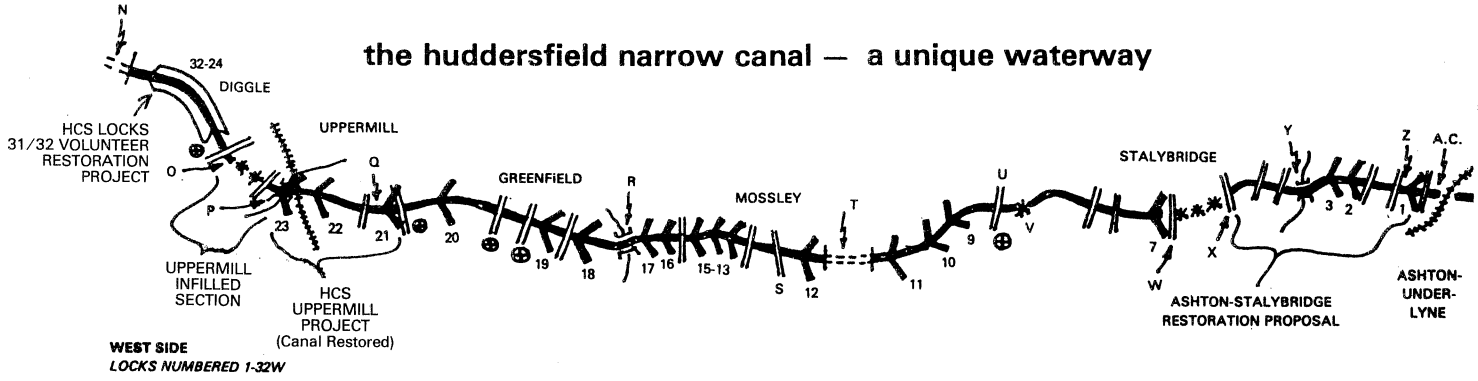 the huddersfield narrow canal — a unique waterway
N
32-24
DIGGLE
HCS LOCKS
31/32 VOLUNTEER
RESTORATION
PROJECT
O
P
UPPERMILL
23
22
Q
21
20
UPPERMILL
INFILLED
SECTION
HCS
UPPERMILL
PROJECT
(Canal Restored)
GREENFIELD
19
18
R
17
16
15-13
MOSSLEY
S
12
T
11
10
9
U
V
STALYBRIDGE
7
W
X
Y
3
2
Z
A.C.
ASHTON-STALYBRIDGE
RESTORATION PROPOSAL
ASHTON-
UNDER-
LYNE
WEST SIDE
LOCKS NUMBERED 1-32W